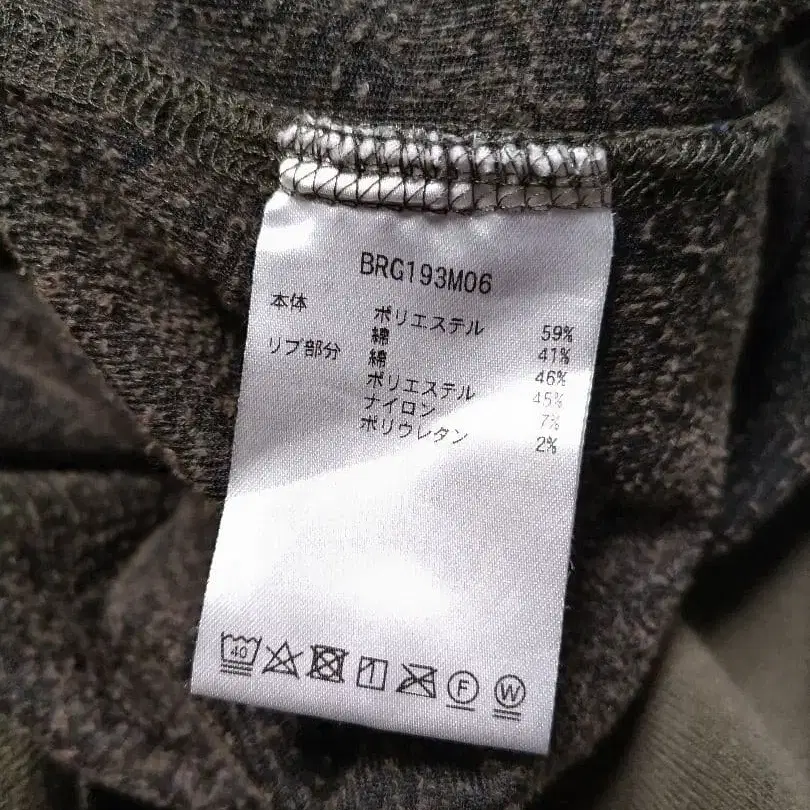 BRG193M06
本体 ポリエステル 59%
綿 41%
リブ部分 綿 46%
ポリエステル 45%
ナイロン 7%
ポリウレタン 2%
40 F W